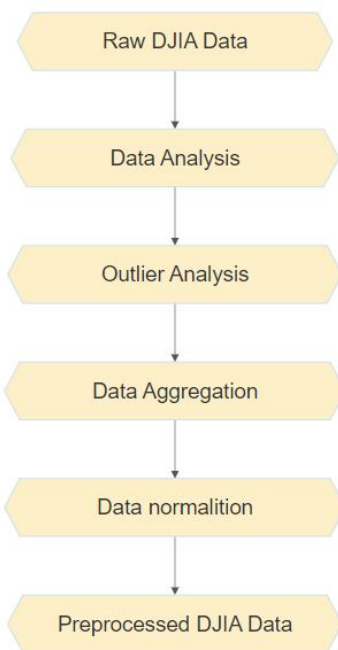 Raw DJIA Data
Data Analysis
Outlier Analysis
Data Aggregation
Data normalition
Preprocessed DJIA Data